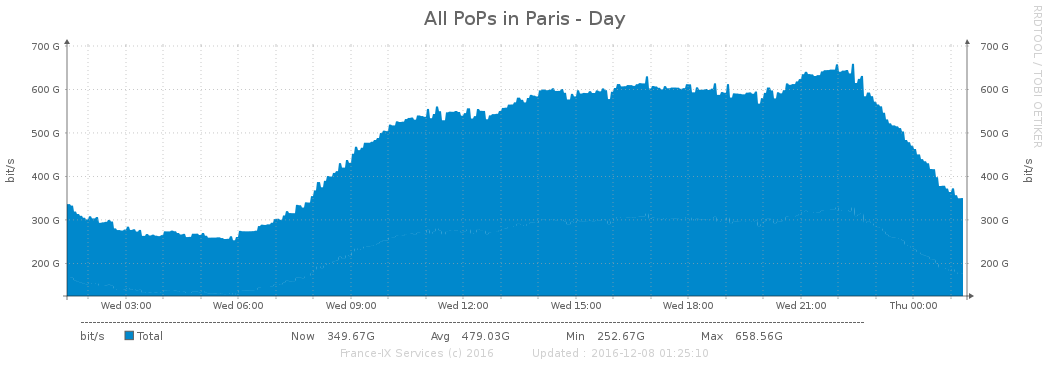 All PoPs in Paris - Day
RRDTOOL / TOBI OETIKER
700 G 700 G
600 G 600 G
500 G 500 G
400 G 400 G
300 G 300 G
200 G 200 G
bit/s
bit/s
Wed 03:00 Wed 06:00 Wed 09:00 Wed 12:00 Wed 15:00 Wed 18:00 Wed 21:00 Thu 00:00
bit/s Total Now 349.67G Avg 479.03G Min 252.67G Max 658.56G
France-IX Services (c) 2016 Updated : 2016-12-08 01:25:10